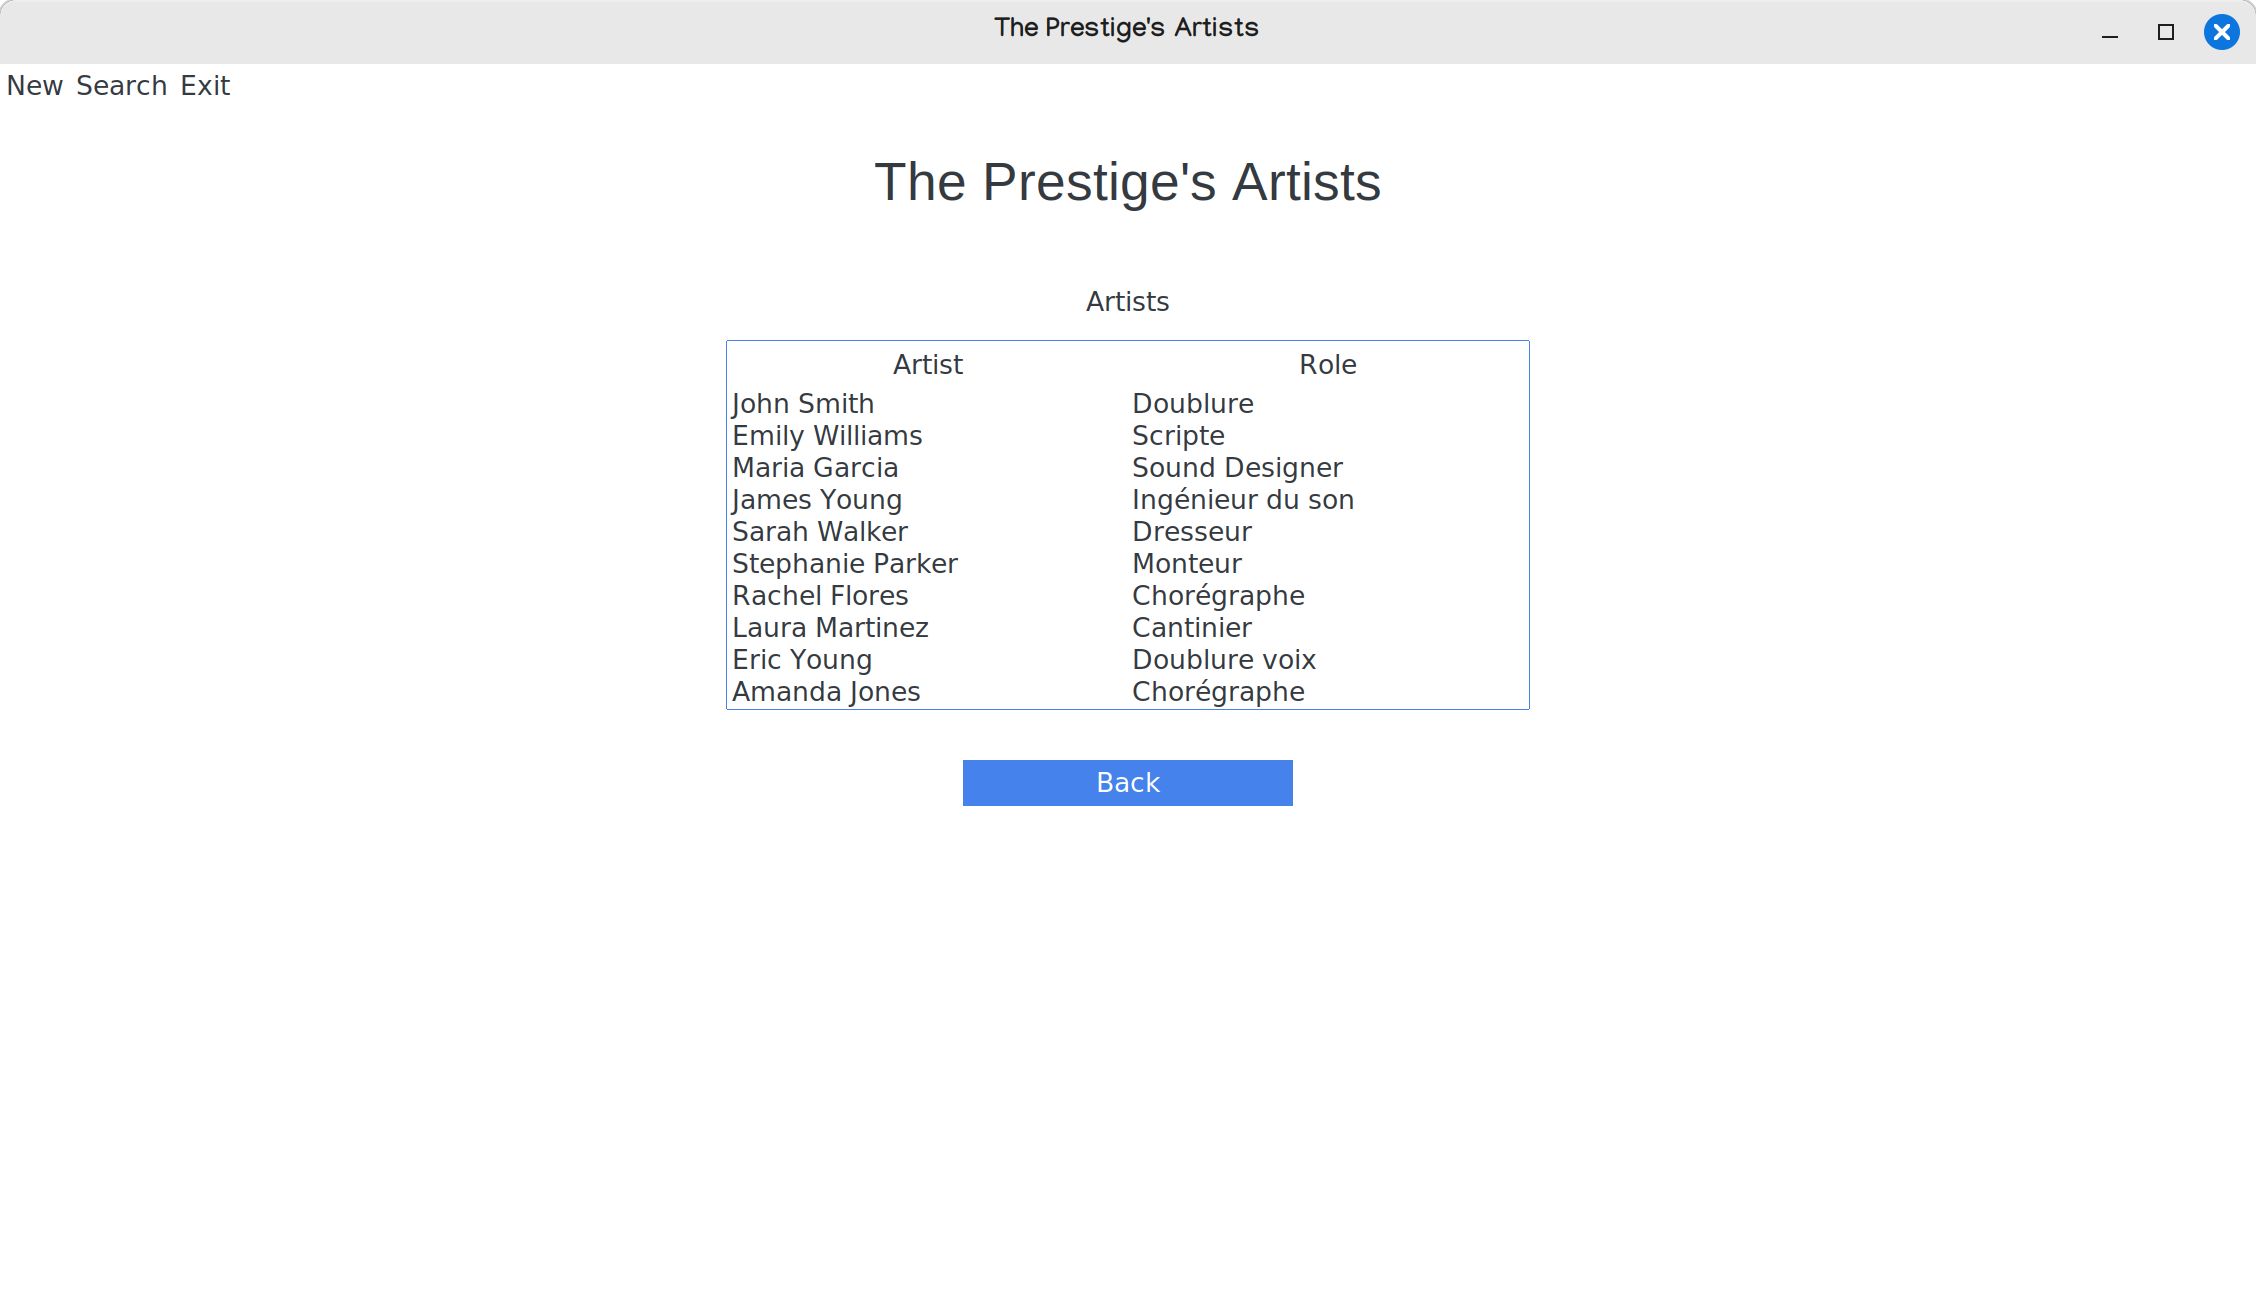 The Prestige's Artists
New Search Exit
The Prestige's Artists
Artists
Artist Role
John Smith Doublure
Emily Williams Scripte
Maria Garcia Sound Designer
James Young Ingénieur du son
Sarah Walker Dresseur
Stephanie Parker Monteur
Rachel Flores Chorégraphe
Laura Martinez Cantinier
Eric Young Doublure voix
Amanda Jones Chorégraphe
Back